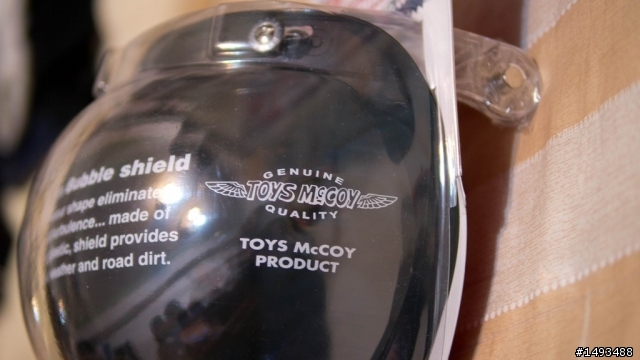 Bubble shield
shape eliminate
made of
shield provides
and road dirt.
GENUINE
TOYS McCOY
QUALITY
TOYS McCOY
PRODUCT
#1493488